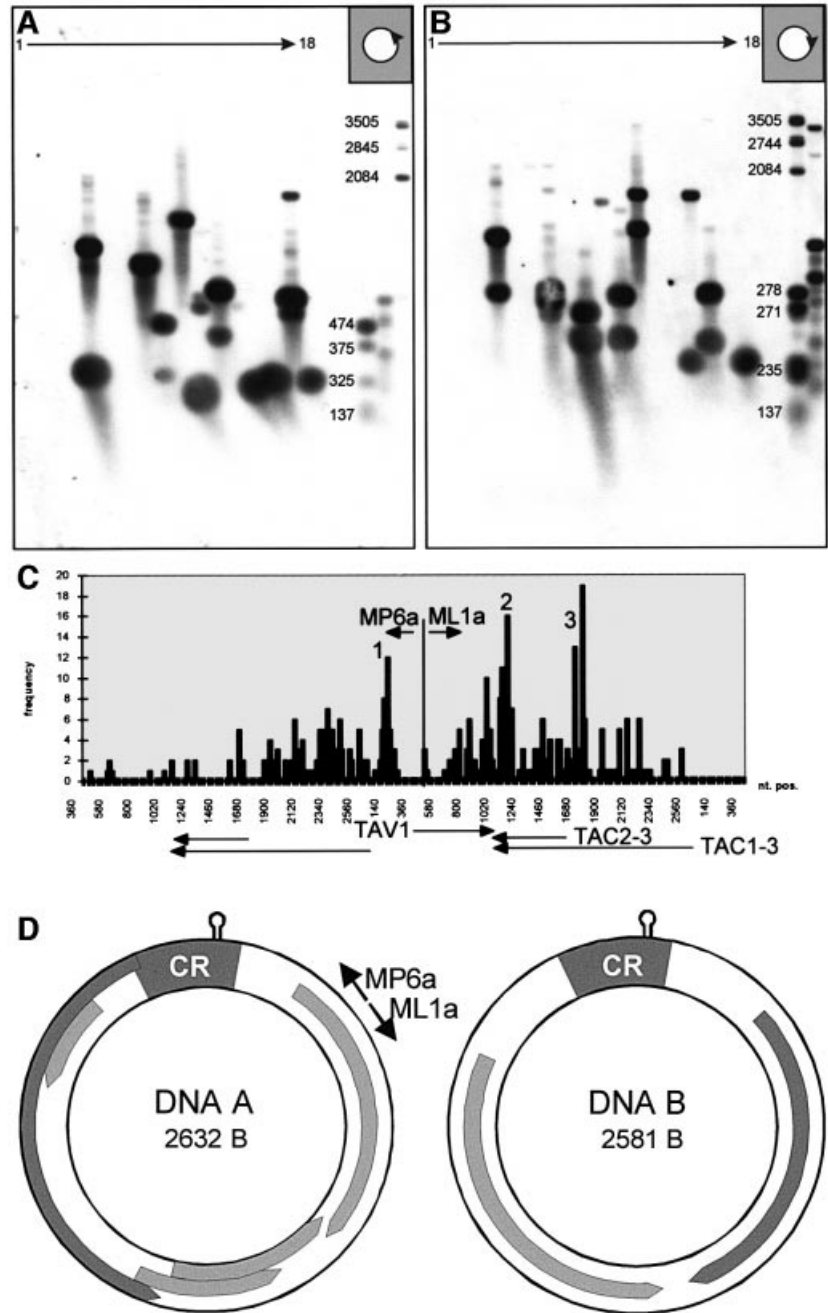 A
1
18
3505
2845
2084
474
375
325
137
B
1
18
3505
2744
2084
278
271
235
137
C
frequency
20
18
16
14
12
10
8
6
4
2
0
MP6a
ML1a
1
2
3
nt. pos.
360 580 800 1020 1240 1460 1680 1900 2120 2340 2560 140 360 580 800 1020 1240 1460 1680 1900 2120 2340 2560 140 360
TAV1
TAC2-3
TAC1-3
D
CR
MP6a
ML1a
DNA A
2632 B
CR
DNA B
2581 B